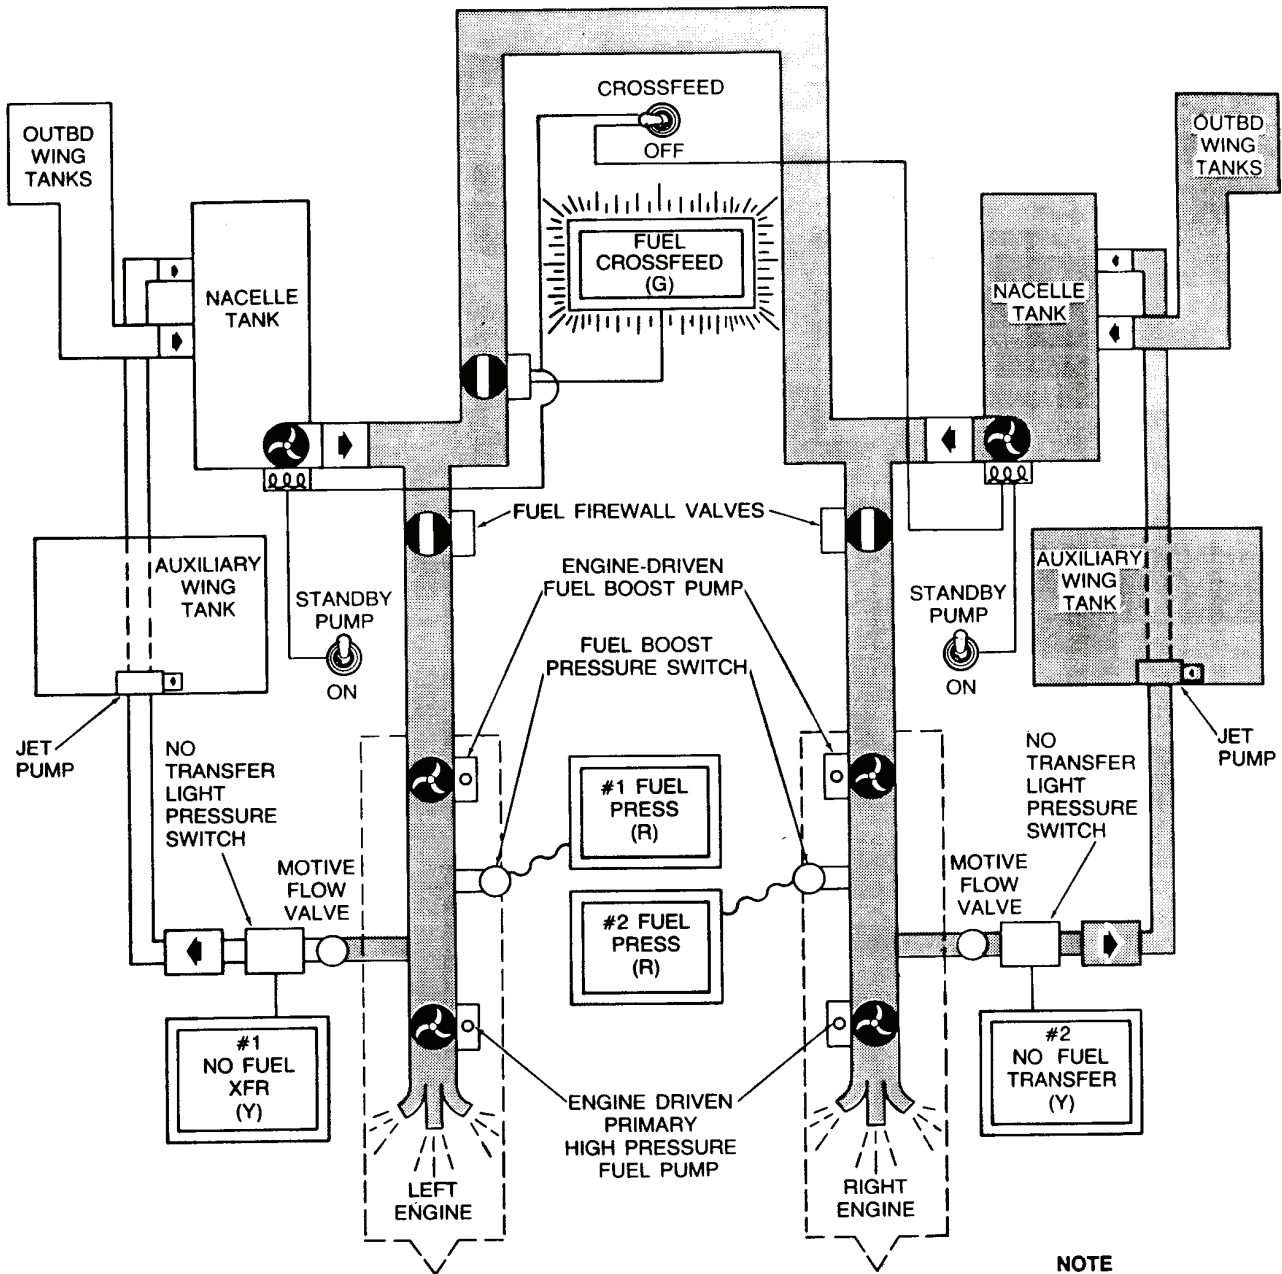 CROSSFEED
OFF
OUTBD
WING
TANKS
OUTBD
WING
TANKS
FUEL
CROSSFEED
(G)
NACELLE
TANK
NACELLE
TANK
FUEL FIREWALL VALVES
AUXILIARY
WING
TANK
STANDBY
PUMP
ON
ENGINE-DRIVEN
FUEL BOOST PUMP
FUEL BOOST
PRESSURE SWITCH
STANDBY
PUMP
ON
AUXILIARY
WING
TANK
JET
PUMP
NO
TRANSFER
LIGHT
PRESSURE
SWITCH
MOTIVE
FLOW
VALVE
#1 FUEL
PRESS
(R)
#2 FUEL
PRESS
(R)
MOTIVE
FLOW
VALVE
NO
TRANSFER
LIGHT
PRESSURE
SWITCH
JET
PUMP
#1
NO FUEL
XFR
(Y)
#2
NO FUEL
TRANSFER
(Y)
ENGINE DRIVEN
PRIMARY
HIGH PRESSURE
FUEL PUMP
LEFT
ENGINE
RIGHT
ENGINE
NOTE